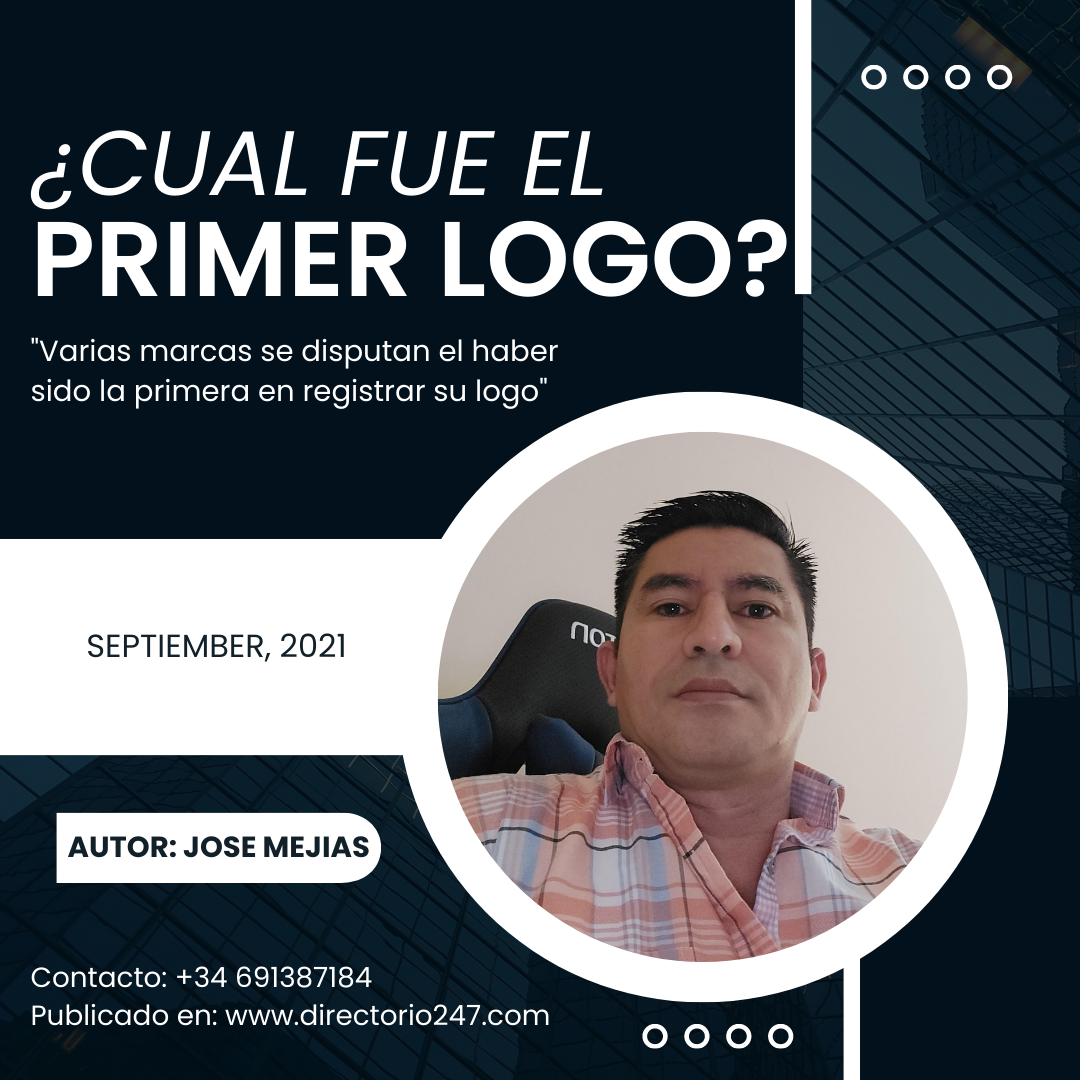 ¿CUAL FUE EL
PRIMER LOGO?
"Varias marcas se disputan el haber
sido la primera en registrar su logo"
SEPTIEMBER, 2021
AUTOR: JOSE MEJIAS
Contacto: +34 691387184
Publicado en: www.directorio247.com